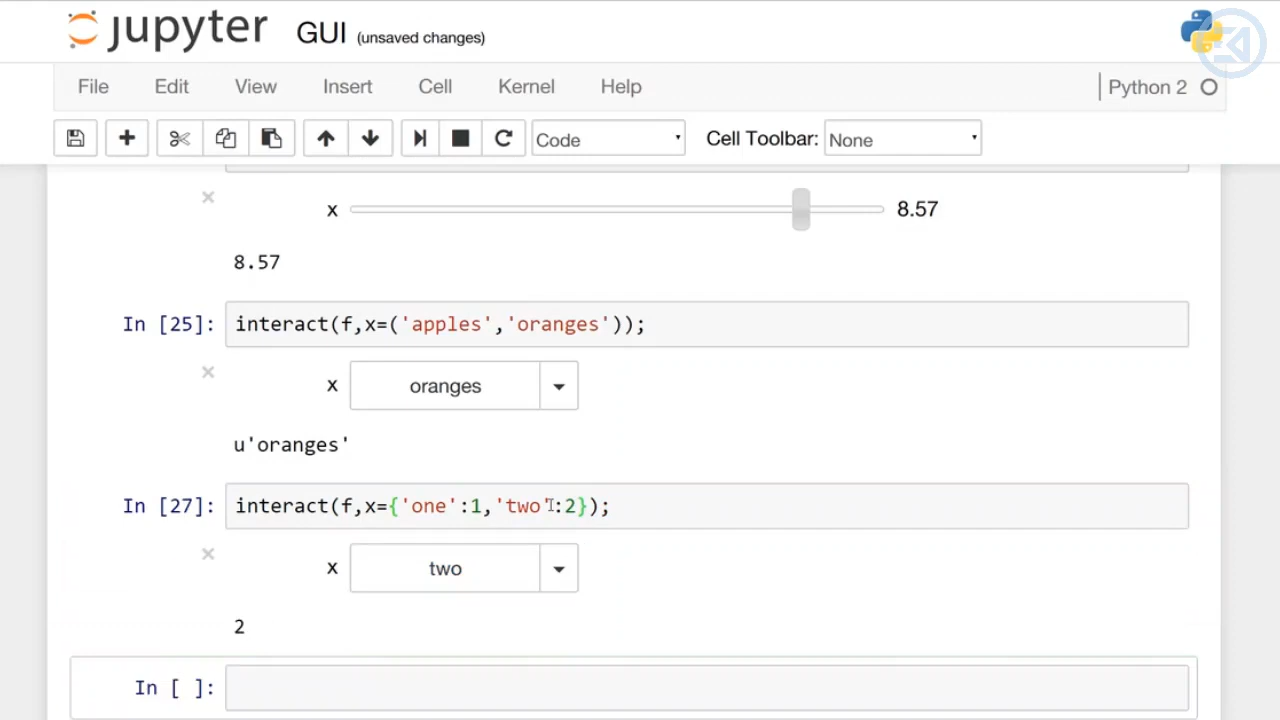 jupyter GUI (unsaved changes)
File Edit View Insert Cell Kernel Help Python 2
Code Cell Toolbar: None
x 8.57
8.57
In [25]: interact(f,x=('apples','oranges'));
x oranges
u'oranges'
In [27]: interact(f,x={'one':1,'two':2});
x two
2
In [ ]: